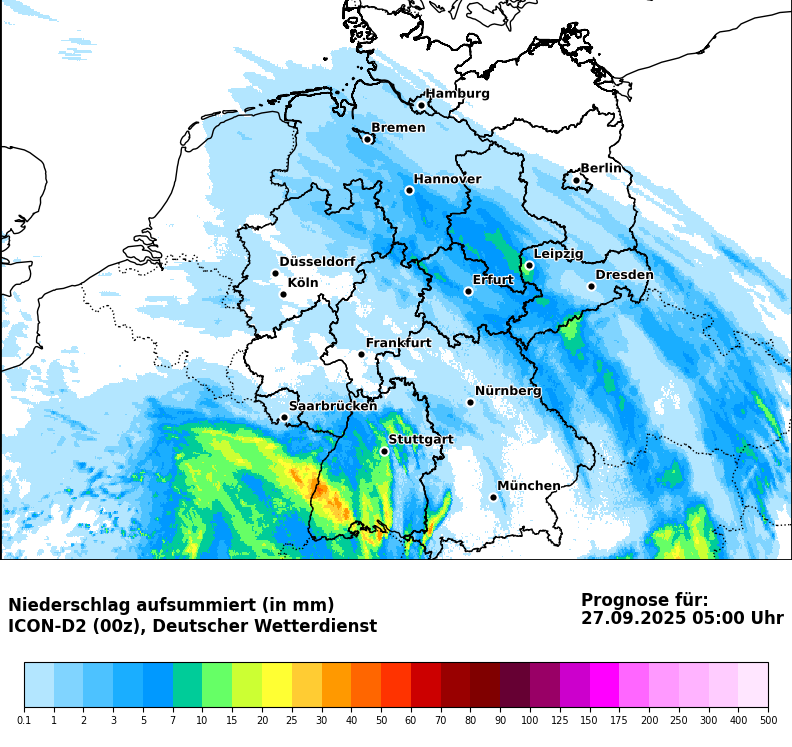 Hamburg
Bremen
Berlin
Hannover
Leipzig
Düsseldorf
Dresden
Köln
Erfurt
Frankfurt
Nürnberg
Saarbrücken
Stuttgart
München
Niederschlag aufsummiert (in mm)
ICON-D2 (00z), Deutscher Wetterdienst
Prognose für:
27.09.2025 05:00 Uhr
0.1 1 2 3 5 7 10 15 20 25 30 40 50 60 70 80 90 100 125 150 175 200 250 300 400 500